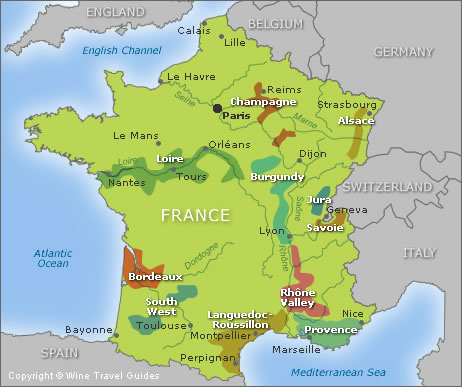 ENGLAND
BELGIUM
Calais
Lille
English Channel
GERMANY
Le Havre
Reims
Seine
Champagne
Strasbourg
Paris
Marne
Alsace
Le Mans
Orléans
Loire
Loire
Dijon
Nantes
Tours
Burgundy
SWITZERLAND
Jura
Saône
Geneva
FRANCE
Savoie
Lyon
Atlantic
Ocean
Dordogne
Rhône
ITALY
Bordeaux
Rhône
Valley
South
West
Languedoc-
Roussillon
Nice
Bayonne
Toulouse
Montpellier
Provence
Marseille
SPAIN
Perpignan
Mediterranean Sea
Copyright © Wine Travel Guides